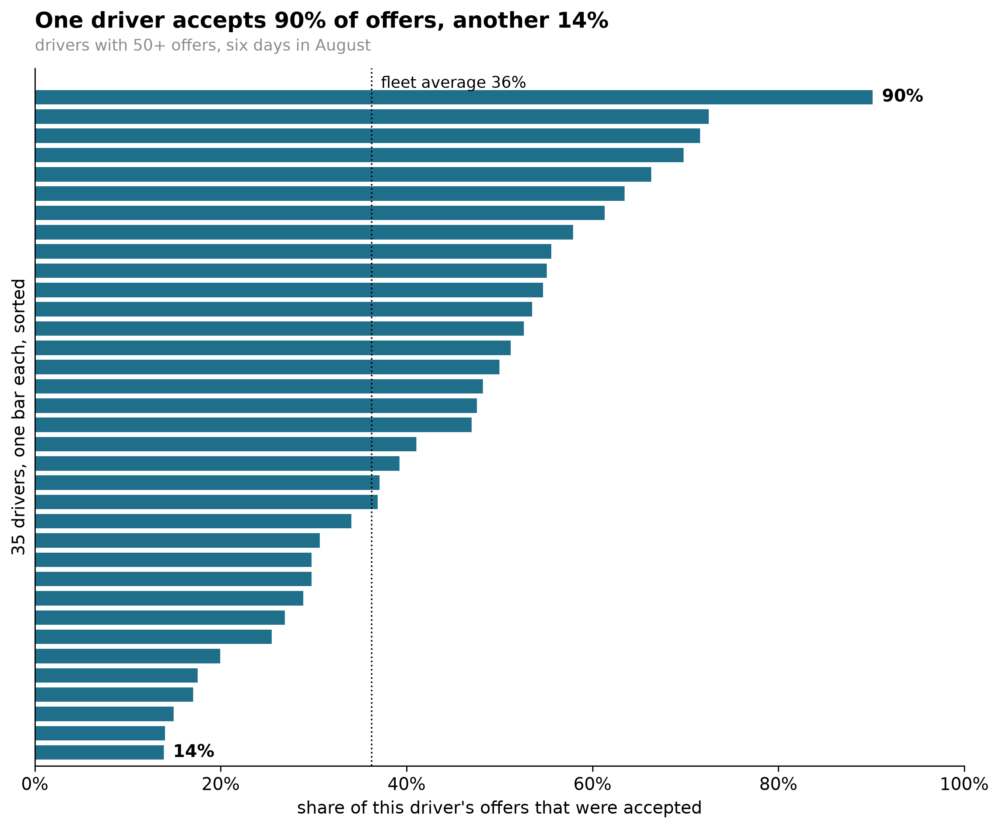 One driver accepts 90% of offers, another 14%
drivers with 50+ offers, six days in August
fleet average 36%
90%
35 drivers, one bar each, sorted
14%
0%
20%
40%
60%
80%
100%
share of this driver's offers that were accepted